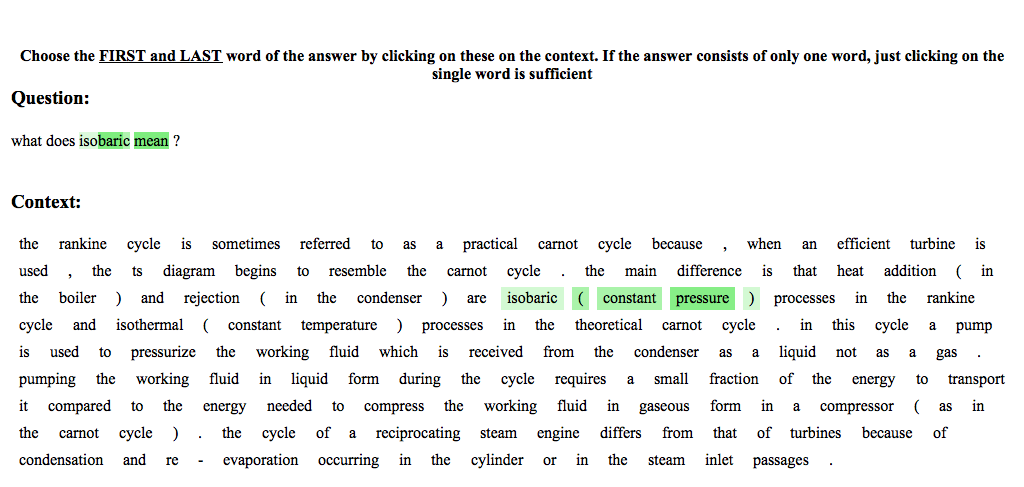 Choose the FIRST and LAST word of the answer by clicking on these on the context. If the answer consists of only one word, just clicking on the
single word is sufficient
Question:
what does isobaric mean ?
Context:
the rankine cycle is sometimes referred to as a practical carnot cycle because , when an efficient turbine is
used , the ts diagram begins to resemble the carnot cycle . the main difference is that heat addition ( in
the boiler ) and rejection ( in the condenser ) are isobaric ( constant pressure ) processes in the rankine
cycle and isothermal ( constant temperature ) processes in the theoretical carnot cycle . in this cycle a pump
is used to pressurize the working fluid which is received from the condenser as a liquid not as a gas .
pumping the working fluid in liquid form during the cycle requires a small fraction of the energy to transport
it compared to the energy needed to compress the working fluid in gaseous form in a compressor ( as in
the carnot cycle ) . the cycle of a reciprocating steam engine differs from that of turbines because of
condensation and re - evaporation occurring in the cylinder or in the steam inlet passages .